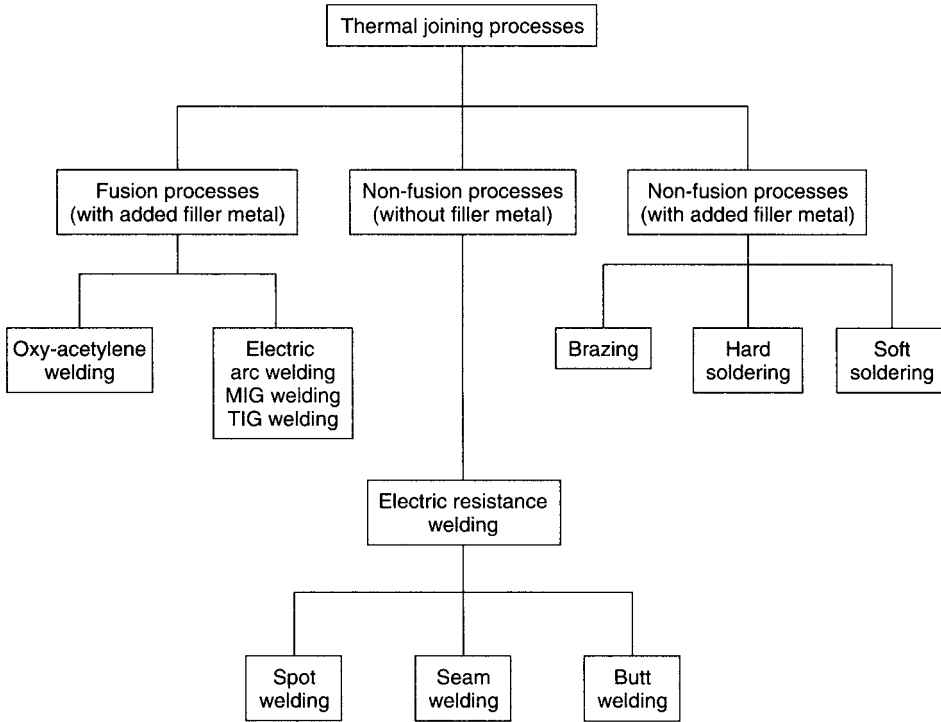 Thermal joining processes
Fusion processes
(with added filler metal)
Non-fusion processes
(without filler metal)
Non-fusion processes
(with added filler metal)
Oxy-acetylene
welding
Electric
arc welding
MIG welding
TIG welding
Brazing
Hard
soldering
Soft
soldering
Electric resistance
welding
Spot
welding
Seam
welding
Butt
welding